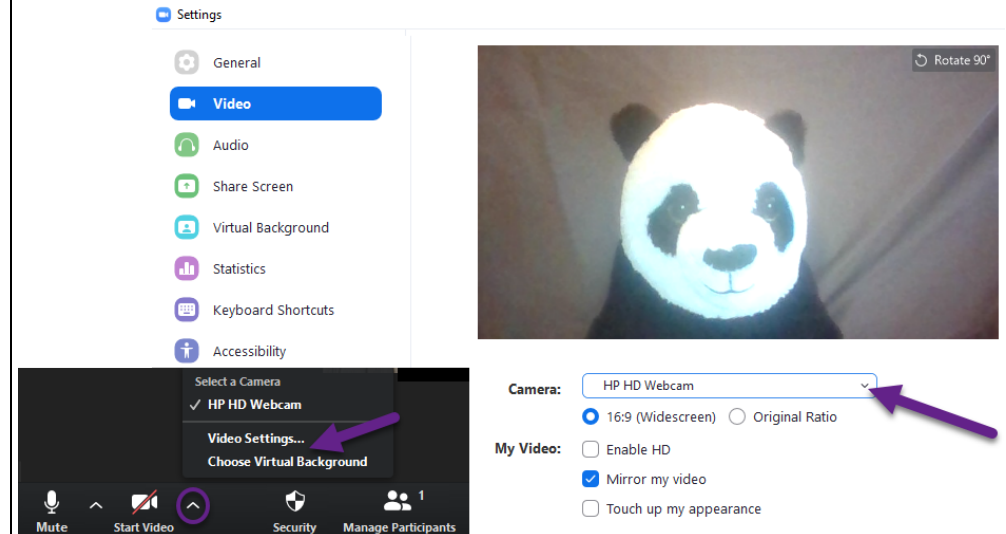 Settings
General
Video
Audio
Share Screen
Virtual Background
Statistics
Keyboard Shortcuts
Accessibility
Rotate 90°
Camera: HP HD Webcam
16:9 (Widescreen) Original Ratio
My Video: Enable HD
Mirror my video
Touch up my appearance
Select a Camera
✓ HP HD Webcam
Video Settings...
Choose Virtual Background
1
Mute Start Video Security Manage Participants